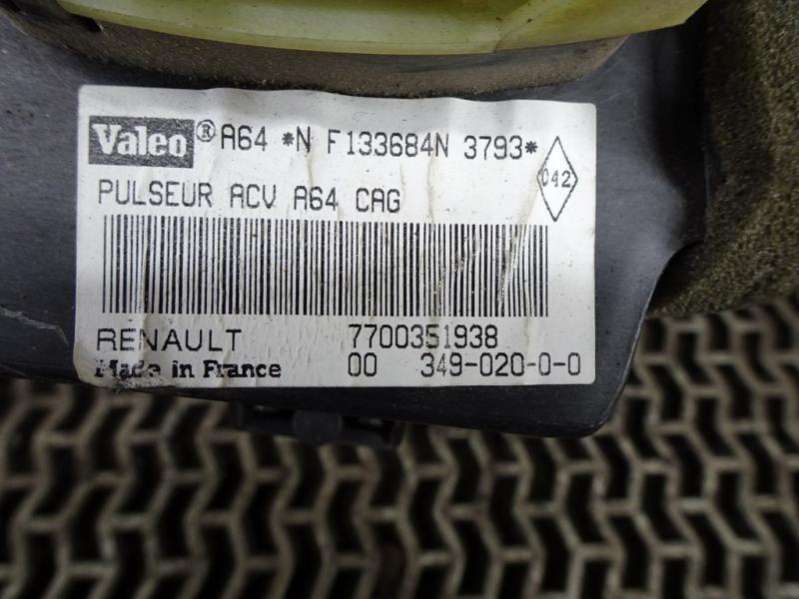 Valeo® A64 *N F133684N 3793*
042
PULSEUR ACV A64 CAG
RENAULT 7700351938
Made in France 00 349-020-0-0